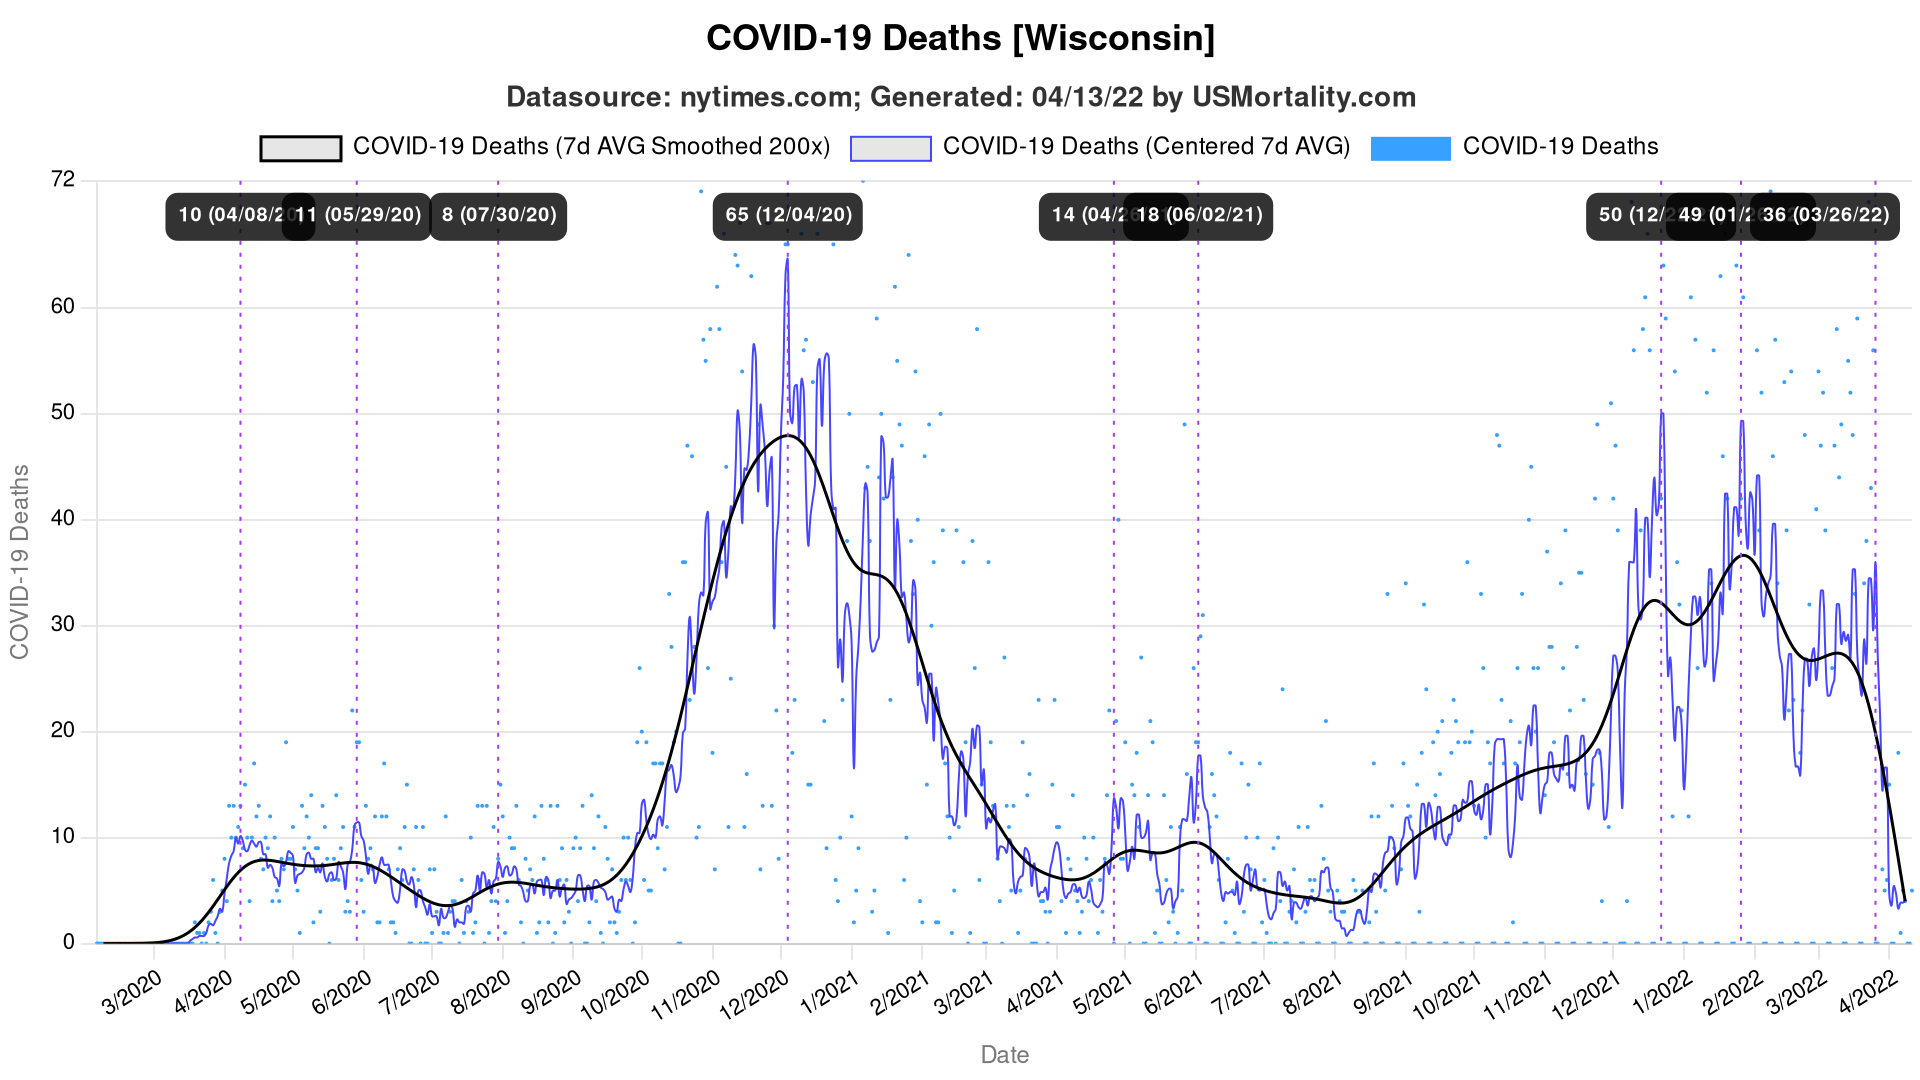 COVID-19 Deaths [Wisconsin]
Datasource: nytimes.com; Generated: 04/13/22 by USMortality.com
COVID-19 Deaths (7d AVG Smoothed 200x) COVID-19 Deaths (Centered 7d AVG) COVID-19 Deaths
72
10 (04/08/20) 11 (05/29/20) 8 (07/30/20) 65 (12/04/20) 14 (04/26 18 (06/02/21) 50 (12/2 49 (01/26 36 (03/26/22)
60
50
40
30
20
10
0
COVID-19 Deaths
3/2020 4/2020 5/2020 6/2020 7/2020 8/2020 9/2020 10/2020 11/2020 12/2020 1/2021 2/2021 3/2021 4/2021 5/2021 6/2021 7/2021 8/2021 9/2021 10/2021 11/2021 12/2021 1/2022 2/2022 3/2022 4/2022
Date